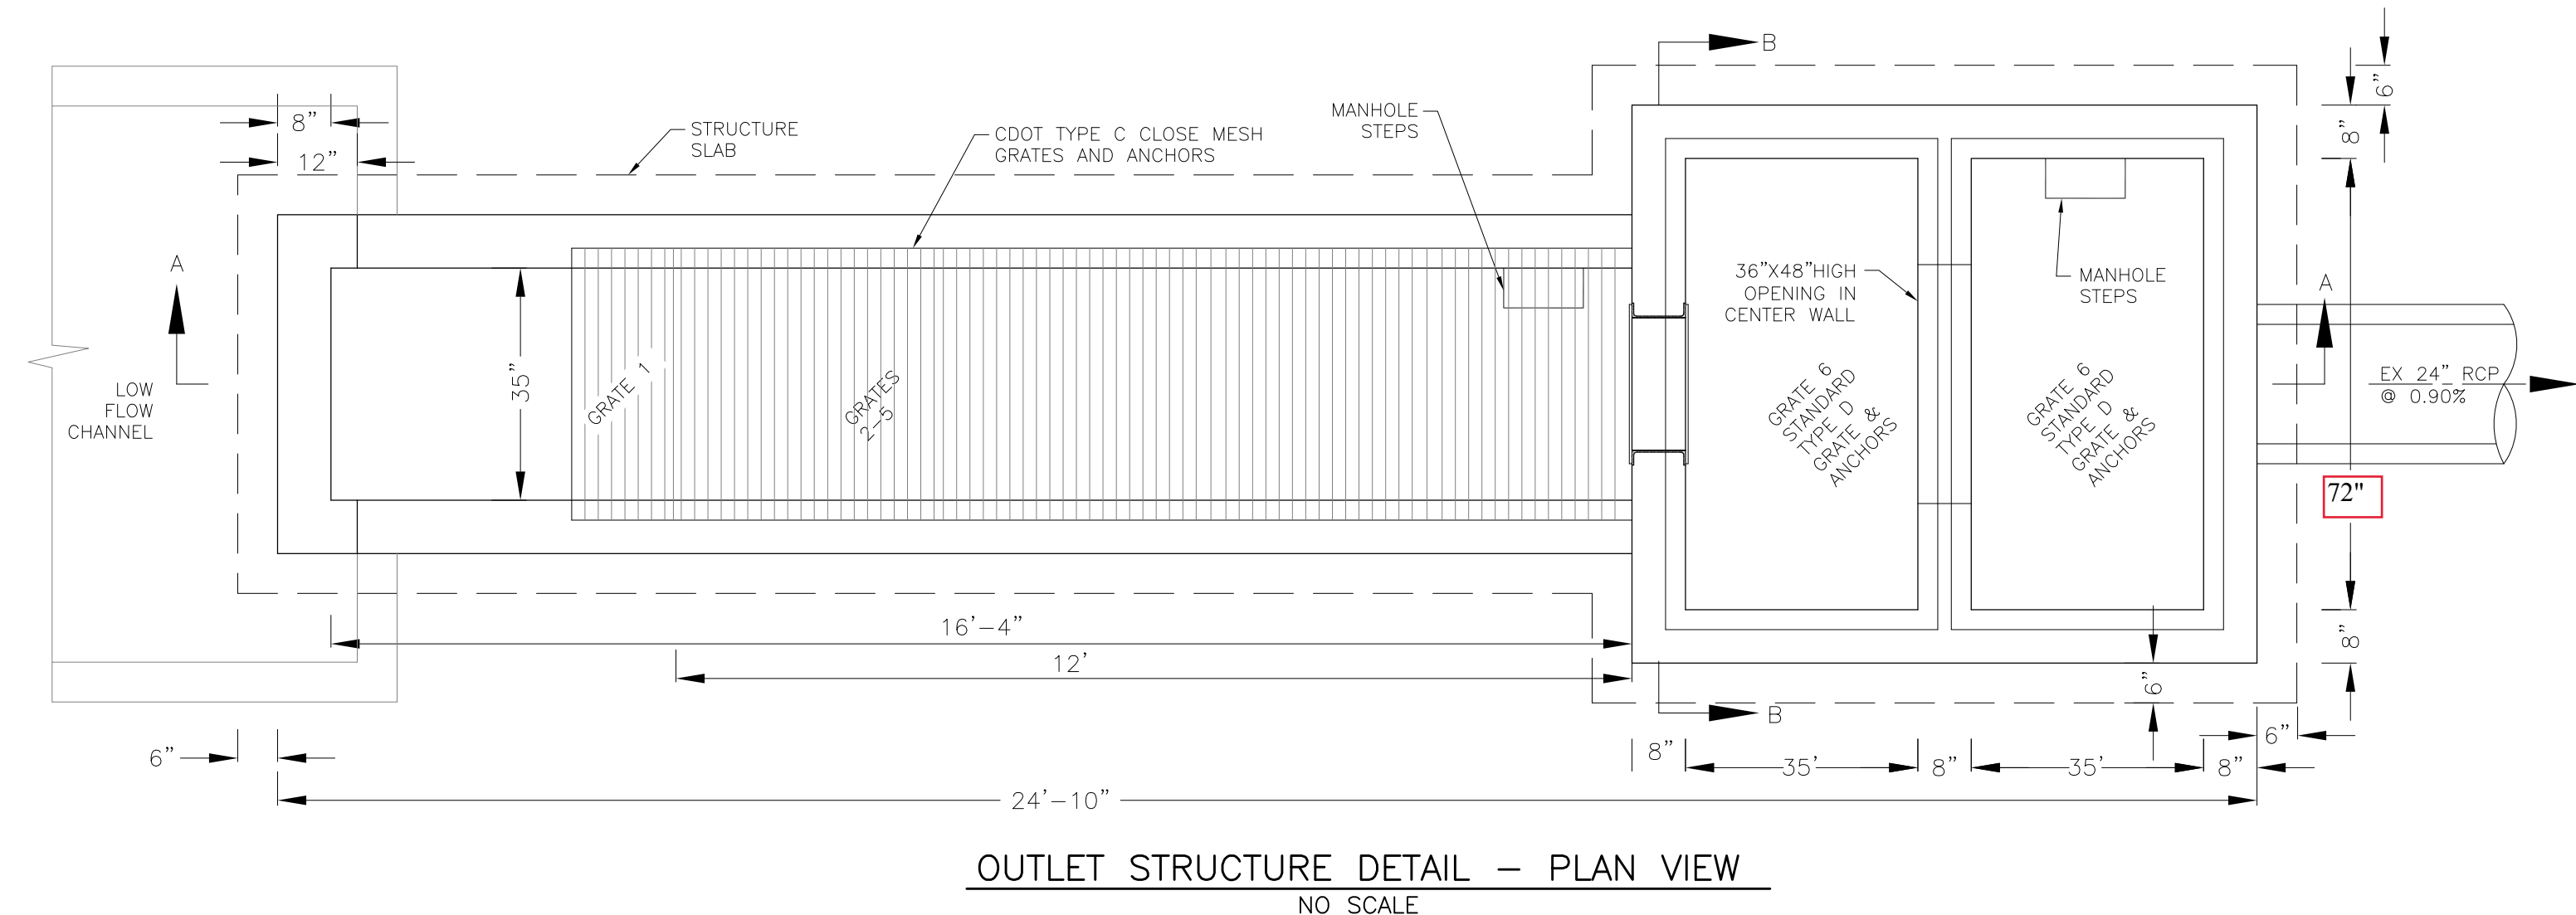 B
6"
8"
8"
12"
STRUCTURE
SLAB
CDOT TYPE C CLOSE MESH
GRATES AND ANCHORS
MANHOLE
STEPS
A
LOW
FLOW
CHANNEL
35"
GRATE 1
GRATES
2-5
36"X48"HIGH
OPENING IN
CENTER WALL
MANHOLE
STEPS
GRATE 6
STANDARD
TYPE D
GRATE &
ANCHORS
GRATE 6
STANDARD
TYPE D
GRATE &
ANCHORS
A
EX 24" RCP
@ 0.90%
72"
8"
16'-4"
12'
6"
B
6"
6"
8"
35'
8"
35'
8"
24'-10"
OUTLET STRUCTURE DETAIL - PLAN VIEW
NO SCALE